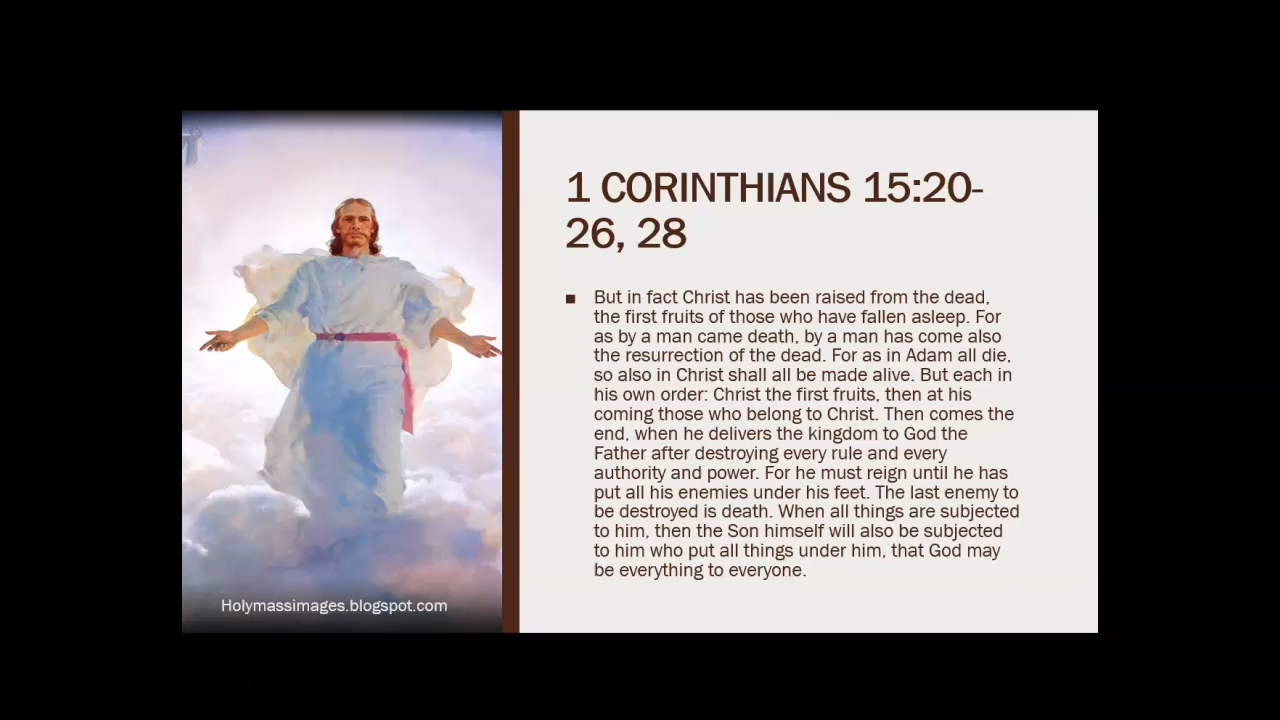 1 CORINTHIANS 15:20-
26, 28
■ But in fact Christ has been raised from the dead,
the first fruits of those who have fallen asleep. For
as by a man came death, by a man has come also
the resurrection of the dead. For as in Adam all die,
so also in Christ shall all be made alive. But each in
his own order: Christ the first fruits, then at his
coming those who belong to Christ. Then comes the
end, when he delivers the kingdom to God the
Father after destroying every rule and every
authority and power. For he must reign until he has
put all his enemies under his feet. The last enemy to
be destroyed is death. When all things are subjected
to him, then the Son himself will also be subjected
to him who put all things under him, that God may
be everything to everyone.
Holymassimages.blogspot.com